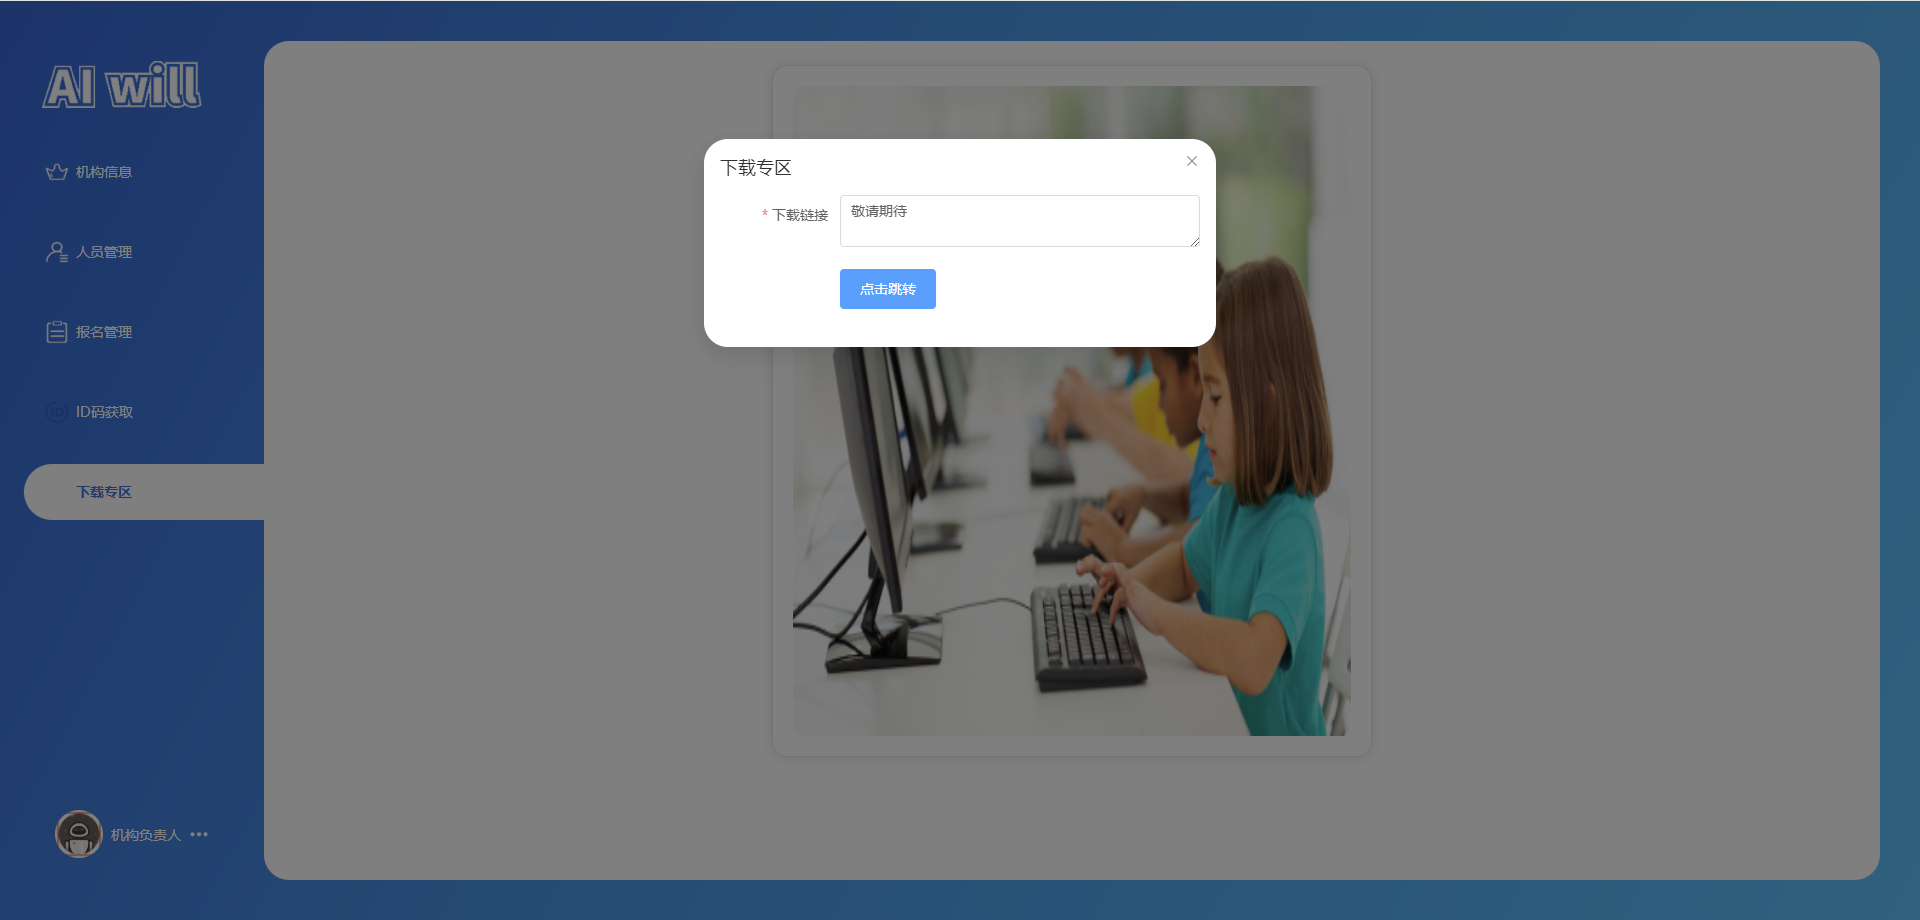 AI will
机构信息
人员管理
报名管理
ID码获取
下载专区
机构负责人 •••
下载专区
* 下载链接
敬请期待
点击跳转